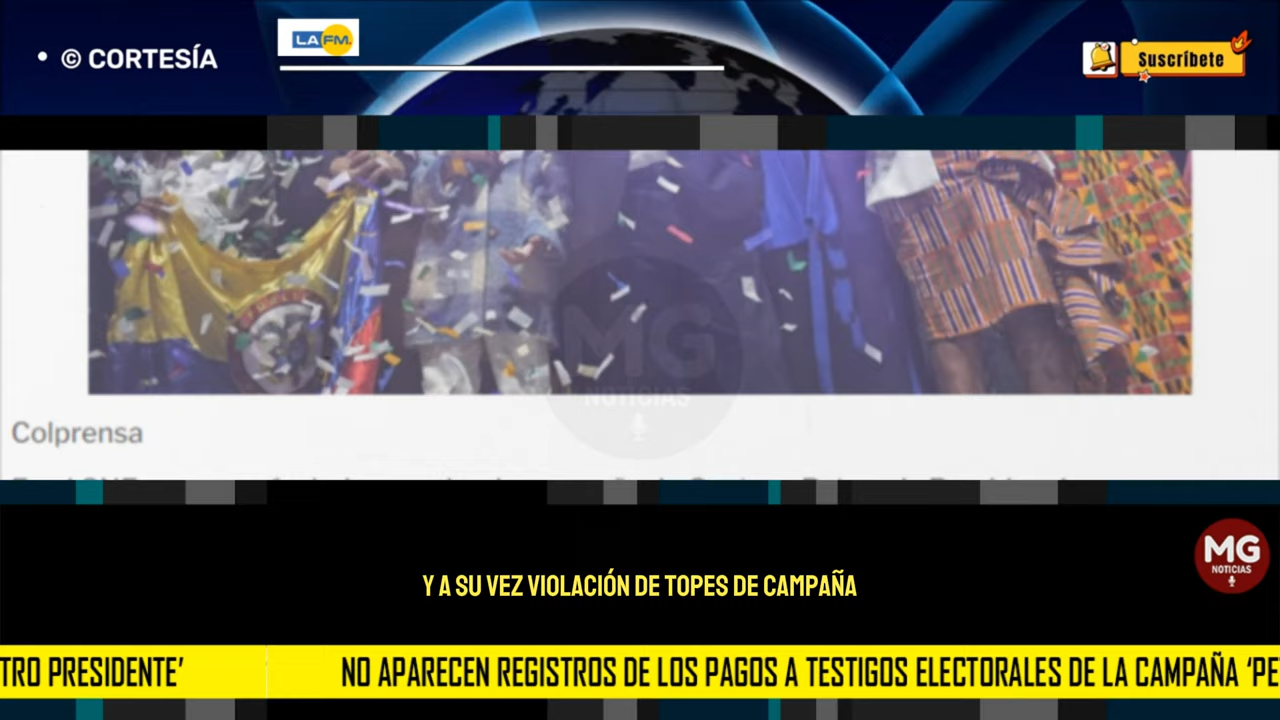 • © CORTESÍA
LA FM.
Suscríbete
MG
NOTICIAS
Colprensa
Y A SU VEZ VIOLACIÓN DE TOPES DE CAMPAÑA
MG
NOTICIAS
TRO PRESIDENTE’ NO APARECEN REGISTROS DE LOS PAGOS A TESTIGOS ELECTORALES DE LA CAMPAÑA ‘PE